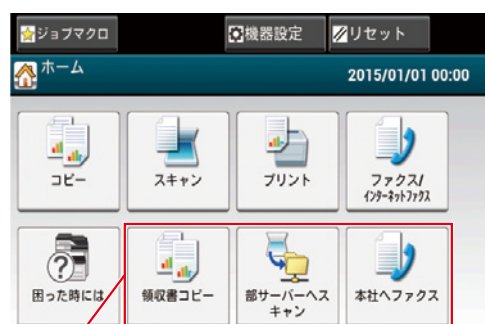 ジョブマクロ 機器設定 リセット
ホーム 2015/01/01 00:00
コピー
スキャン
プリント
ファクス/
インターネットファクス
困った時には
領収書コピー
部サーバーへス
キャン
本社へファクス